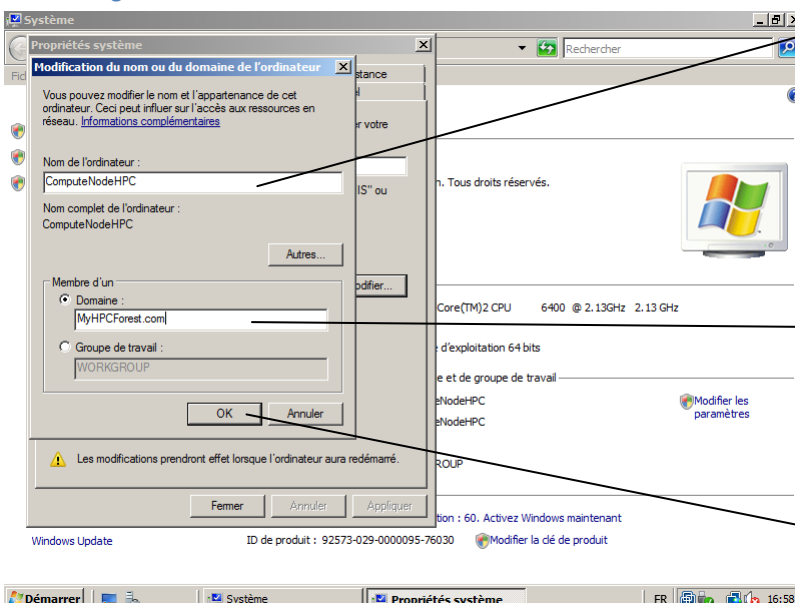 Système
Rechercher
Propriétés système
Modification du nom ou du domaine de l'ordinateur
Vous pouvez modifier le nom et l'appartenance de cet
ordinateur. Ceci peut influer sur l'accès aux ressources en
réseau. Informations complémentaires
Nom de l'ordinateur :
ComputeNodeHPC
Nom complet de l'ordinateur :
ComputeNodeHPC
Autres...
Membre d'un
Domaine :
MyHPCForest.com
Groupe de travail :
WORKGROUP
OK Annuler
stance
r votre
IS" ou
odifier...
Les modifications prendront effet lorsque l'ordinateur aura redémarré.
Fermer Annuler Appliquer
n. Tous droits réservés.
Core(TM)2 CPU 6400 @ 2.13GHz 2.13 GHz
e d'exploitation 64 bits
e et de groupe de travail
eNodeHPC
Modifier les
paramètres
eNodeHPC
ROUP
tion : 60. Activez Windows maintenant
Windows Update
ID de produit : 92573-029-0000095-76030
Modifier la clé de produit
Démarrer
Système
Propriétés système
FR
16:58